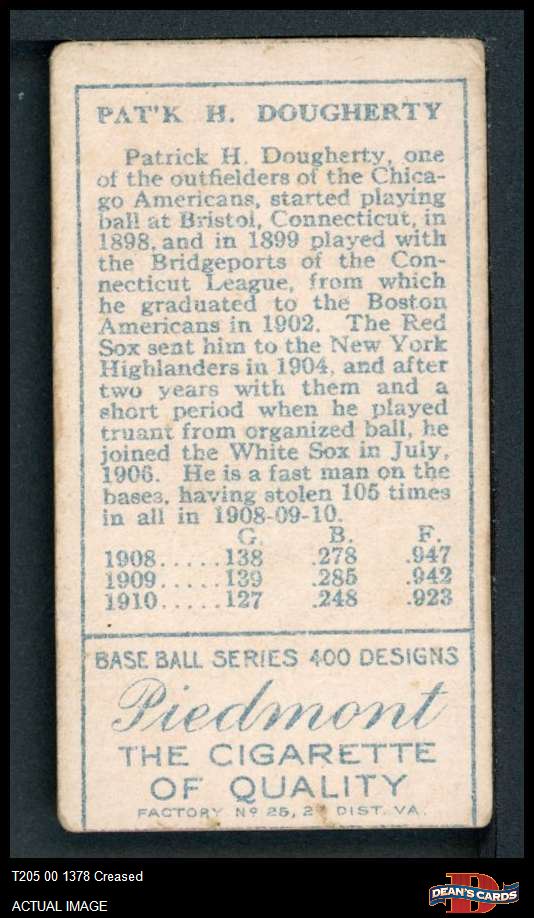 PAT'K H. DOUGHERTY
Patrick H. Dougherty, one
of the outfielders of the Chica-
go Americans, started playing
ball at Bristol, Connecticut, in
1898, and in 1899 played with
the Bridgeports of the Con-
necticut League, from which
he graduated to the Boston
Americans in 1902. The Red
Sox sent him to the New York
Highlanders in 1904, and after
two years with them and a
short period when he played
truant from organized ball, he
joined the White Sox in July,
1906. He is a fast man on the
bases, having stolen 105 times
in all in 1908-09-10.
G. B. F.
1908.....138 .278 .947
1909.....139 .285 .942
1910.....127 .248 .923
BASE BALL SERIES 400 DESIGNS
Piedmont
THE CIGARETTE
OF QUALITY
FACTORY Nº 25, 2D DIST. VA.
T205 00 1378 Creased
ACTUAL IMAGE
D
DEAN'S CARDS